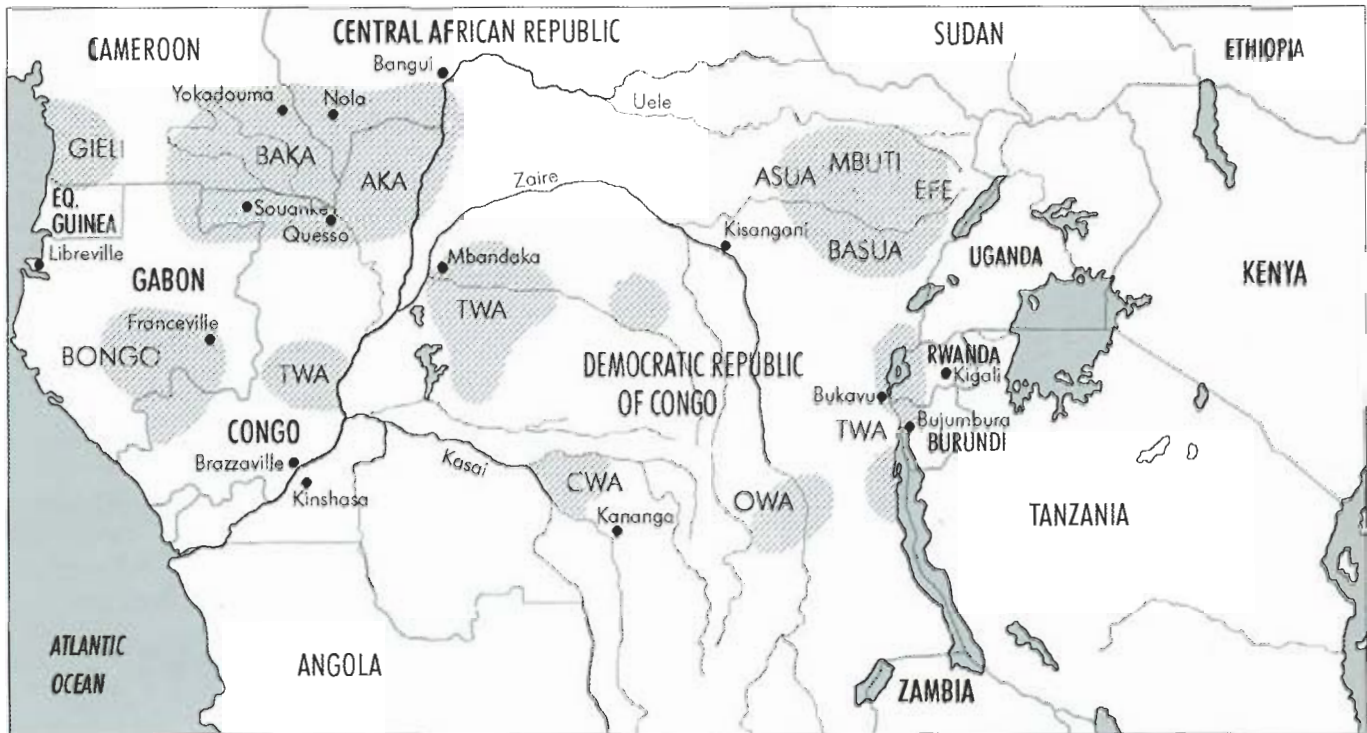 CAMEROON
CENTRAL AFRICAN REPUBLIC
SUDAN
ETHIOPIA
Bangui
Yokadouma
Nola
Uele
GIELI
BAKA
AKA
Zaire
ASUA
MBUTI
EFE
EQ.
GUINEA
Souanke
Quesso
Kisangani
BASUA
Libreville
Mbandaka
UGANDA
KENYA
GABON
TWA
Franceville
BONGO
TWA
DEMOCRATIC REPUBLIC
OF CONGO
RWANDA
Kigali
Bukavu
TWA
Bujumbura
BURUNDI
CONGO
Brazzaville
Kasai
Kinshasa
CWA
OWA
Kananga
TANZANIA
ATLANTIC
OCEAN
ANGOLA
ZAMBIA